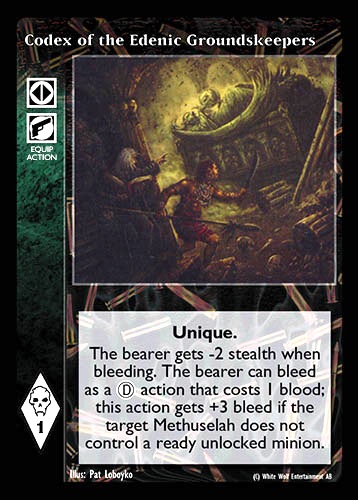 Codex of the Edenic Groundskeepers
EQUIP
ACTION
Unique.
The bearer gets -2 stealth when
bleeding. The bearer can bleed
as a Ⓓ action that costs 1 blood;
this action gets +3 bleed if the
target Methuselah does not
control a ready unlocked minion.
1
Illus: Pat Loboyko
(C) White Wolf Entertainment AB